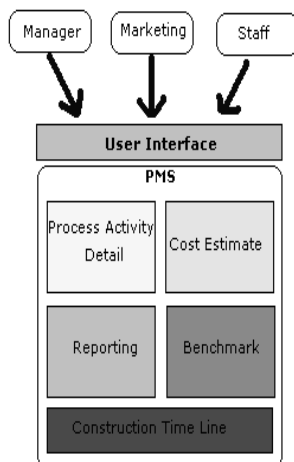 Manager
Marketing
Staff
User Interface
PMS
Process Activity
Detail
Cost Estimate
Reporting
Benchmark
Construction Time Line